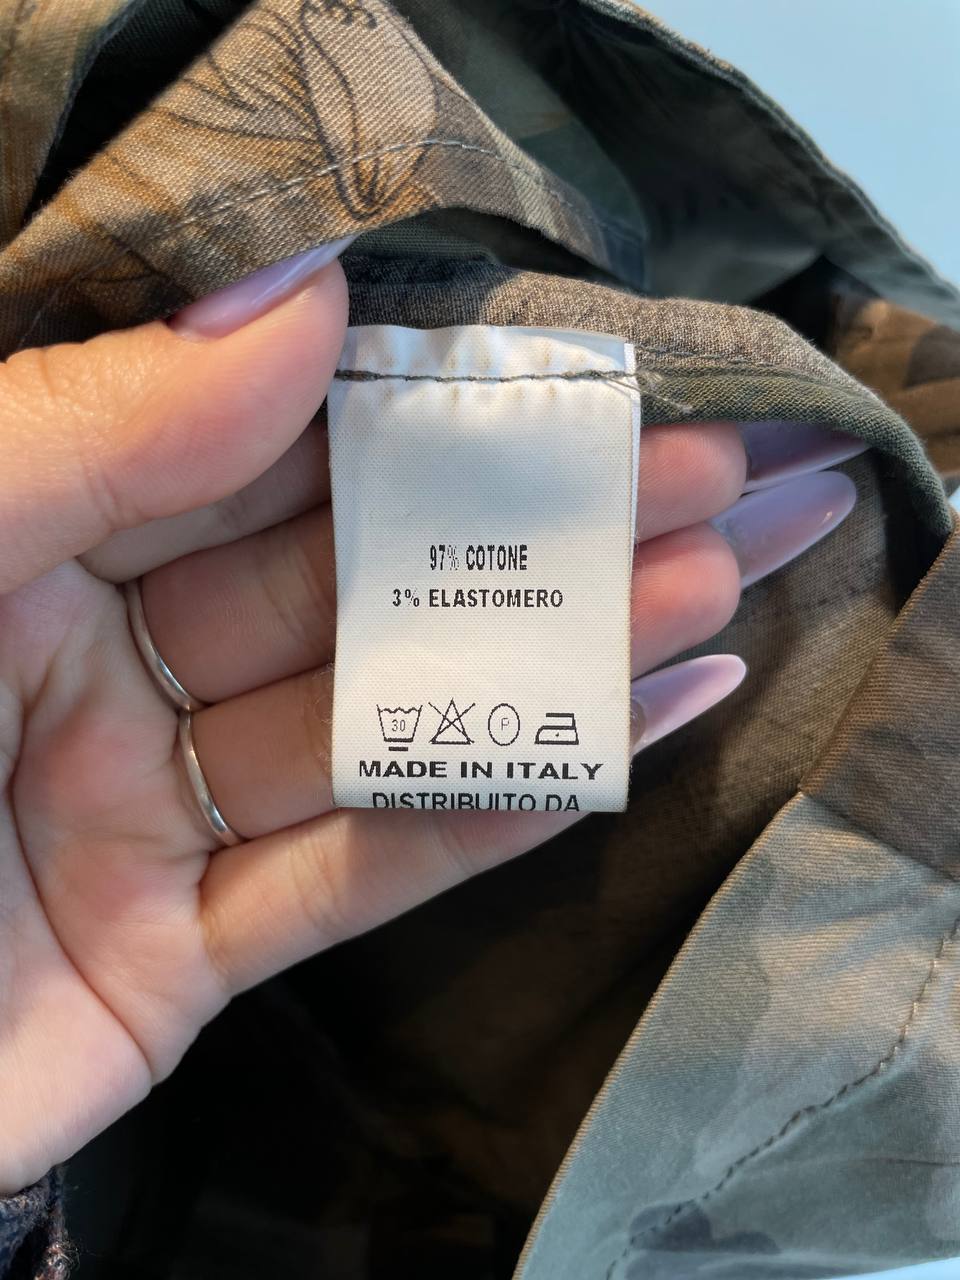 97% COTONE
3% ELASTOMERO
30 P
MADE IN ITALY
DISTRIBUITO DA